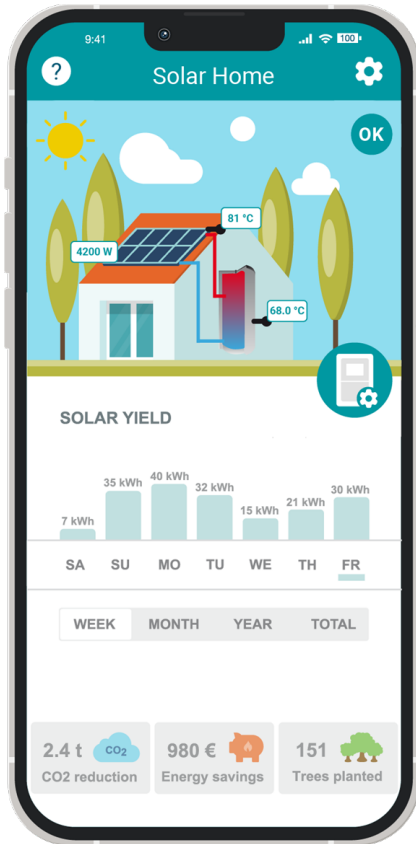 9:41
100
?
Solar Home
OK
81 °C
4200 W
68.0 °C
SOLAR YIELD
7 kWh 35 kWh 40 kWh 32 kWh 15 kWh 21 kWh 30 kWh
SA SU MO TU WE TH FR
WEEK MONTH YEAR TOTAL
2.4 t CO2 980 € 151
CO2 reduction Energy savings Trees planted